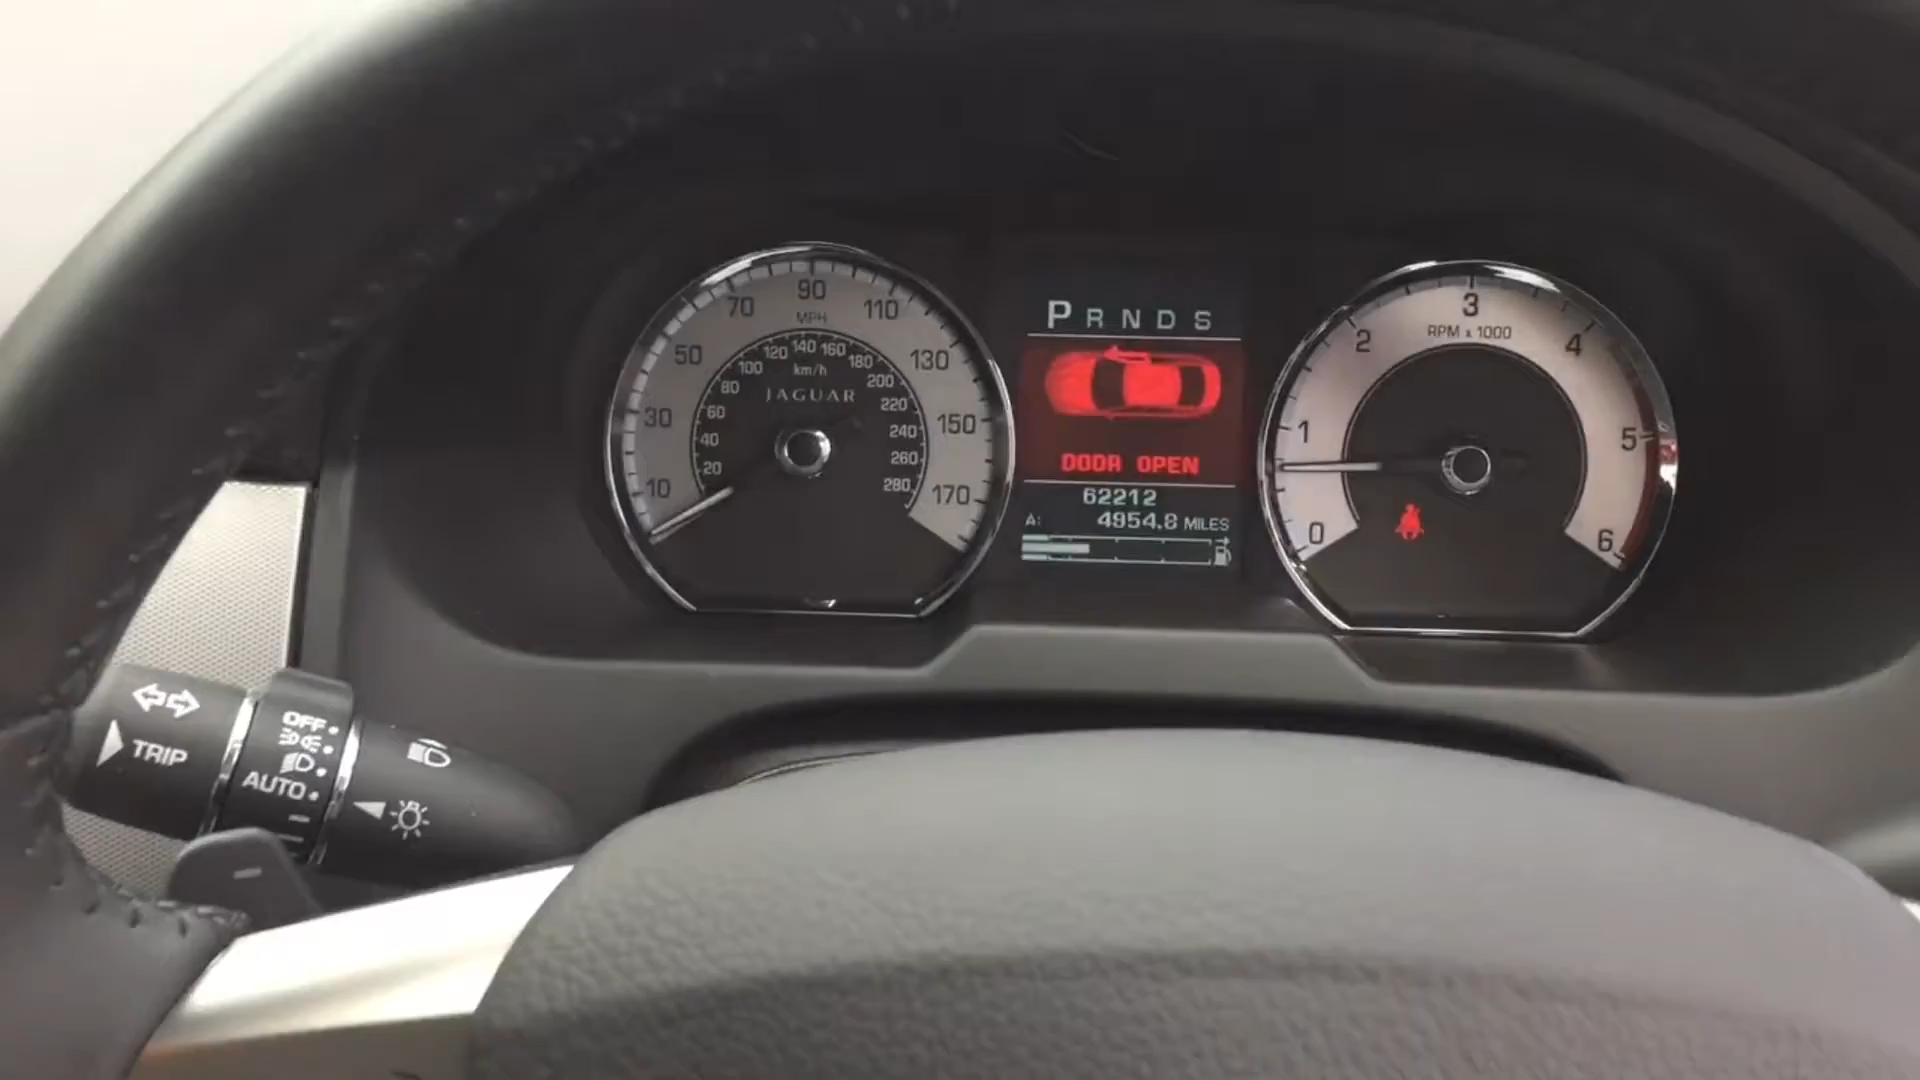 10 30 50 70 90 110 130 150 170
MPH
20 40 60 80 100 120 140 160 180 200 220 240 260 280
km/h
JAGUAR
P R N D S
DOOR OPEN
62212
A: 4954.8 MILES
0 1 2 3 4 5 6
RPM x 1000
TRIP
OFF
AUTO